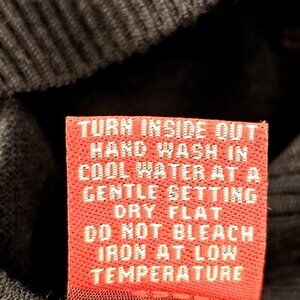 TURN INSIDE OUT
HAND WASH IN
COOL WATER AT A
GENTLE SETTING
DRY FLAT
DO NOT BLEACH
IRON AT LOW
TEMPERATURE